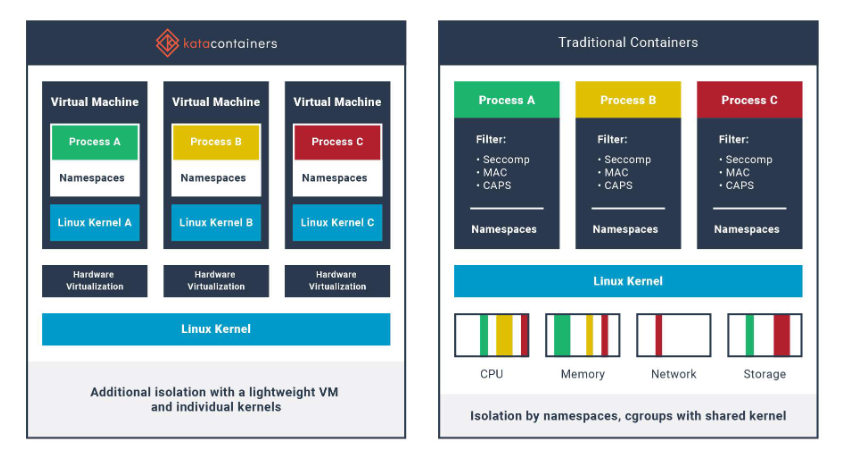 katacontainers
Virtual Machine
Process A
Namespaces
Linux Kernel A
Virtual Machine
Process B
Namespaces
Linux Kernel B
Virtual Machine
Process C
Namespaces
Linux Kernel C
Hardware
Virtualization
Hardware
Virtualization
Hardware
Virtualization
Linux Kernel
Additional isolation with a lightweight VM
and individual kernels
Traditional Containers
Process A
Filter:
• Seccomp
• MAC
• CAPS
Namespaces
Process B
Filter:
• Seccomp
• MAC
• CAPS
Namespaces
Process C
Filter:
• Seccomp
• MAC
• CAPS
Namespaces
Linux Kernel
CPU
Memory
Network
Storage
Isolation by namespaces, cgroups with shared kernel